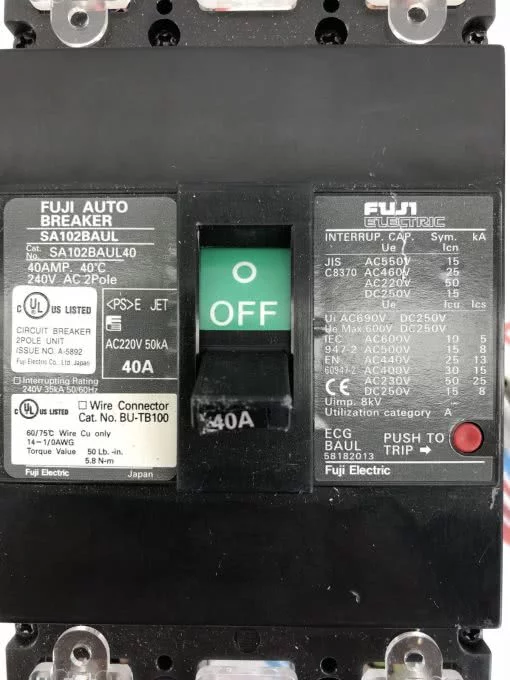 FUJI AUTO
BREAKER
SA102BAUL
Cat. No. SA102BAUL40
40AMP. 40°C
240V AC 2Pole
C UL US LISTED
CIRCUIT BREAKER
2POLE UNIT
ISSUE NO. A-5892
Fuji Electric Co., Ltd. Japan
<PS>E JET
AC220V 50kA
40A
Interrupting Rating
240V 35kA 50/60Hz
C UL US LISTED
Wire Connector
Cat. No. BU-TB100
60/75°C Wire Cu only
14-1/0AWG
Torque Value 50 Lb.-in.
5.8 N-m
Fuji Electric Japan
OFF
40A
FUJI
ELECTRIC
INTERRUP. CAP. Sym. kA
Ue Icn
JIS AC550V 15
C8370 AC460V 25
AC220V 50
DC250V 15
Ue Icu Ics
Ui AC690V DC250V
Ue Max 600V DC250V
IEC AC600V 10 5
947-2 AC500V 15 8
EN AC440V 25 13
60947-2 AC400V 30 15
CE AC230V 50 25
DC250V 15 8
Uimp. 8kV
Utilization category A
ECG
BAUL
58182013
PUSH TO
TRIP
Fuji Electric